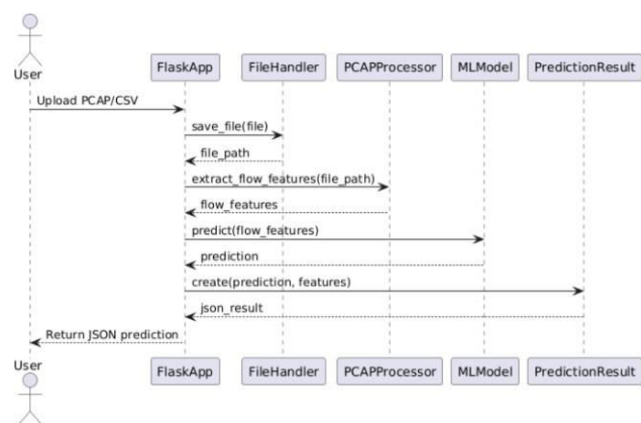 User
FlaskApp FileHandler PCAPProcessor MLModel PredictionResult
Upload PCAP/CSV
save_file(file)
file_path
extract_flow_features(file_path)
flow_features
predict(flow_features)
prediction
create(prediction, features)
json_result
Return JSON prediction
User
FlaskApp FileHandler PCAPProcessor MLModel PredictionResult